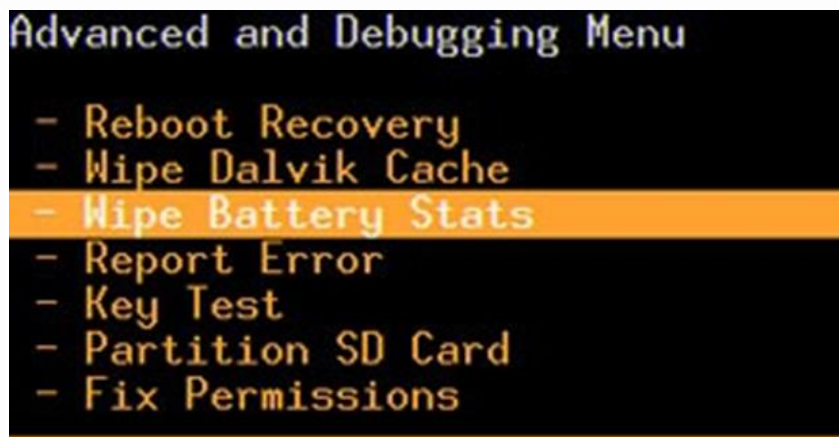 Advanced and Debugging Menu
- Reboot Recovery
- Wipe Dalvik Cache
- Wipe Battery Stats
- Report Error
- Key Test
- Partition SD Card
- Fix Permissions